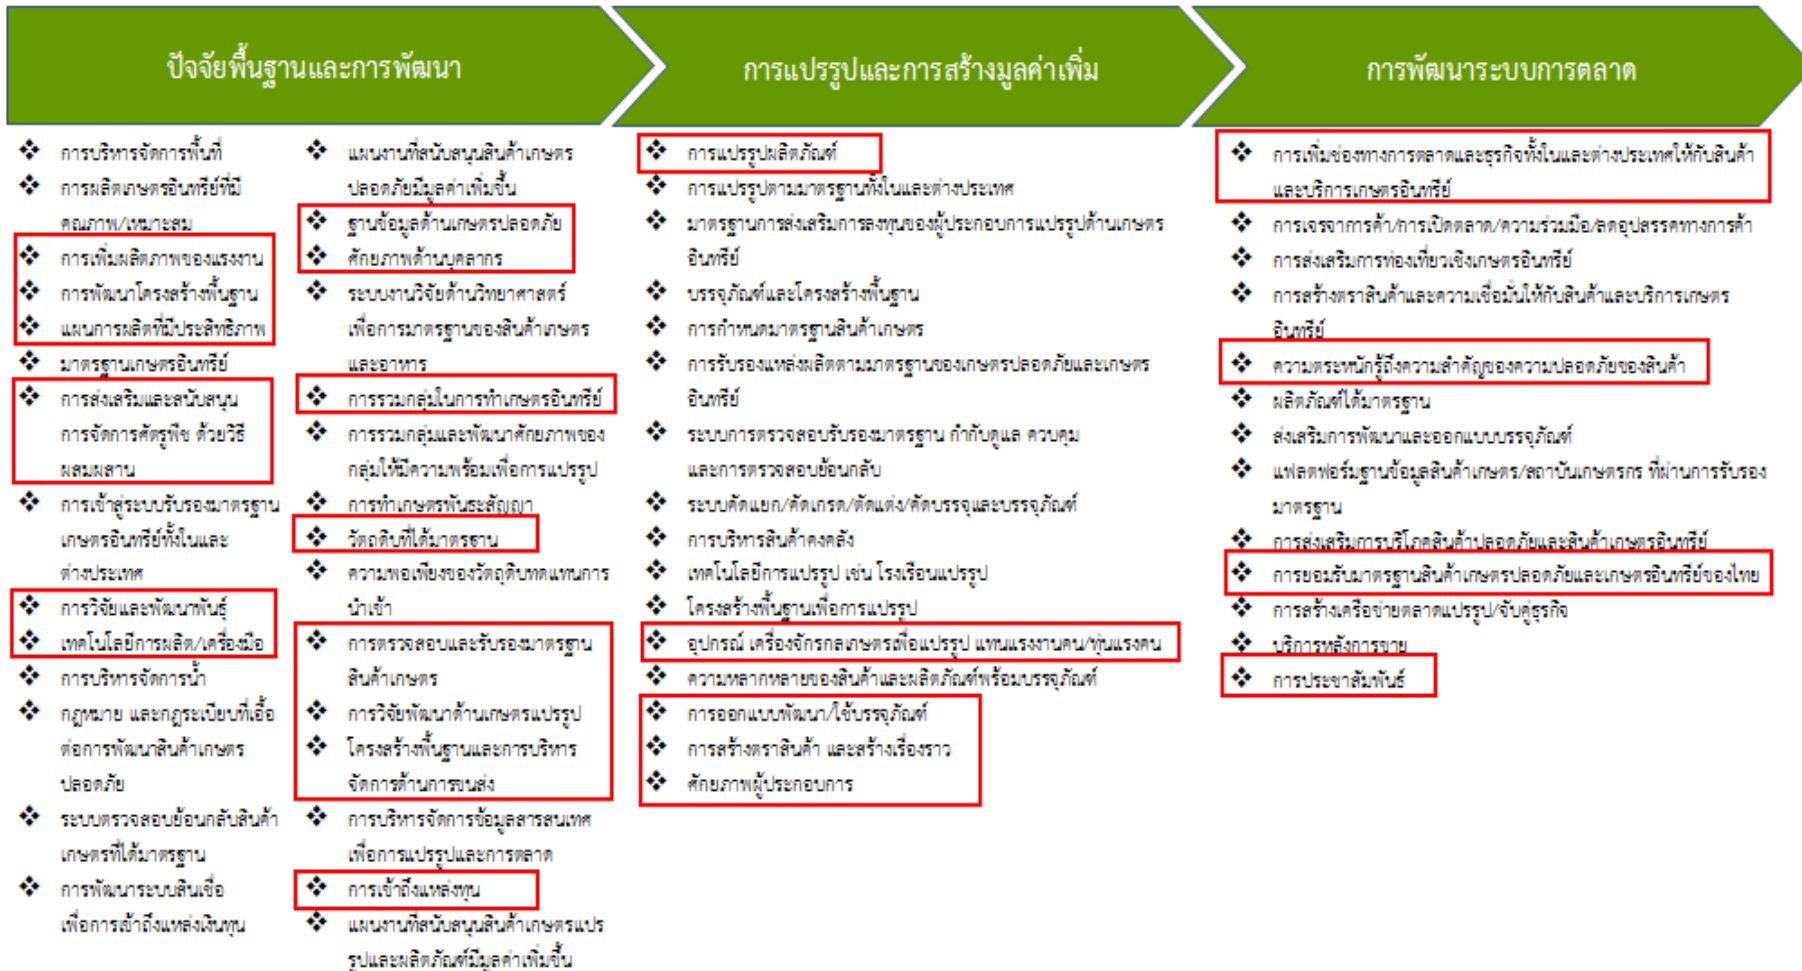 ปัจจัยพื้นฐานและการพัฒนา
การแปรรูปและการสร้างมูลค่าเพิ่ม
การพัฒนาระบบการตลาด
❖ การบริหารจัดการพื้นที่
❖ การผลิตเกษตรอินทรีย์ที่มี
คุณภาพ/เหมาะสม
❖ การเพิ่มผลิตภาพของแรงงาน
❖ การพัฒนาโครงสร้างพื้นฐาน
❖ แผนการผลิตที่มีประสิทธิภาพ
❖ มาตรฐานเกษตรอินทรีย์
❖ การส่งเสริมและสนับสนุน
การจัดการศัตรูพืช ด้วยวิธี
ผสมผสาน
❖ การเข้าสู่ระบบรับรองมาตรฐาน
เกษตรอินทรีย์ทั้งในและ
ต่างประเทศ
❖ การวิจัยและพัฒนาพันธุ์
❖ เทคโนโลยีการผลิต/เครื่องมือ
❖ การบริหารจัดการน้ำ
❖ กฎหมาย และกฎระเบียบที่เอื้อ
ต่อการพัฒนาสินค้าเกษตร
ปลอดภัย
❖ ระบบตรวจสอบย้อนกลับสินค้า
เกษตรที่ได้มาตรฐาน
❖ การพัฒนาระบบสินเชื่อ
เพื่อการเข้าถึงแหล่งเงินทุน
❖ แผนงานที่สนับสนุนสินค้าเกษตร
ปลอดภัยมีมูลค่าเพิ่มขึ้น
❖ ฐานข้อมูลด้านเกษตรปลอดภัย
❖ ศักยภาพด้านบุคลากร
❖ ระบบงานวิจัยด้านวิทยาศาสตร์
เพื่อการมาตรฐานของสินค้าเกษตร
และอาหาร
❖ การรวมกลุ่มในการทำเกษตรอินทรีย์
❖ การรวมกลุ่มและพัฒนาศักยภาพของ
กลุ่มให้มีความพร้อมเพื่อการแปรรูป
❖ การทำเกษตรพันธะสัญญา
❖ วัตถุดิบที่ได้มาตรฐาน
❖ ความพอเพียงของวัตถุดิบทดแทนการ
นำเข้า
❖ การตรวจสอบและรับรองมาตรฐาน
สินค้าเกษตร
❖ การวิจัยพัฒนาด้านเกษตรแปรรูป
❖ โครงสร้างพื้นฐานและการบริหาร
จัดการด้านการขนส่ง
❖ การบริหารจัดการข้อมูลสารสนเทศ
เพื่อการแปรรูปและการตลาด
❖ การเข้าถึงแหล่งทุน
❖ แผนงานที่สนับสนุนสินค้าเกษตรแปร
รูปและผลิตภัณฑ์มีมูลค่าเพิ่มขึ้น
❖ การแปรรูปผลิตภัณฑ์
❖ การแปรรูปตามมาตรฐานทั้งในและต่างประเทศ
❖ มาตรฐานการส่งเสริมการลงทุนของผู้ประกอบการแปรรูปด้านเกษตร
อินทรีย์
❖ บรรจุภัณฑ์และโครงสร้างพื้นฐาน
❖ การกำหนดมาตรฐานสินค้าเกษตร
❖ การรับรองแหล่งผลิตตามมาตรฐานของเกษตรปลอดภัยและเกษตร
อินทรีย์
❖ ระบบการตรวจสอบรับรองมาตรฐาน กำกับดูแล ควบคุม
และการตรวจสอบย้อนกลับ
❖ ระบบคัดแยก/คัดเกรด/ตัดแต่ง/คัดบรรจุและบรรจุภัณฑ์
❖ การบริหารสินค้าคงคลัง
❖ เทคโนโลยีการแปรรูป เช่น โรงเรือนแปรรูป
❖ โครงสร้างพื้นฐานเพื่อการแปรรูป
❖ อุปกรณ์ เครื่องจักรกลเกษตรเพื่อแปรรูป แทนแรงงานคน/ทุ่นแรงคน
❖ ความหลากหลายของสินค้าและผลิตภัณฑ์พร้อมบรรจุภัณฑ์
❖ การออกแบบพัฒนา/ใช้บรรจุภัณฑ์
❖ การสร้างตราสินค้า และสร้างเรื่องราว
❖ ศักยภาพผู้ประกอบการ
❖ การเพิ่มช่องทางการตลาดและธุรกิจทั้งในและต่างประเทศให้กับสินค้า
และบริการเกษตรอินทรีย์
❖ การเจรจาการค้า/การเปิดตลาด/ความร่วมมือ/ลดอุปสรรคทางการค้า
❖ การส่งเสริมการท่องเที่ยวเชิงเกษตรอินทรีย์
❖ การสร้างตราสินค้าและความเชื่อมั่นให้กับสินค้าและบริการเกษตร
อินทรีย์
❖ ความตระหนักรู้ถึงความสำคัญของความปลอดภัยของสินค้า
❖ ผลิตภัณฑ์ได้มาตรฐาน
❖ ส่งเสริมการพัฒนาและออกแบบบรรจุภัณฑ์
❖ แฟลตฟอร์มฐานข้อมูลสินค้าเกษตร/สถาบันเกษตรกร ที่ผ่านการรับรอง
มาตรฐาน
❖ การส่งเสริมการบริโภคสินค้าปลอดภัยและสินค้าเกษตรอินทรีย์
❖ การยอมรับมาตรฐานสินค้าเกษตรปลอดภัยและเกษตรอินทรีย์ของไทย
❖ การสร้างเครือข่ายตลาดแปรรูป/จับคู่ธุรกิจ
❖ บริการหลังการขาย
❖ การประชาสัมพันธ์